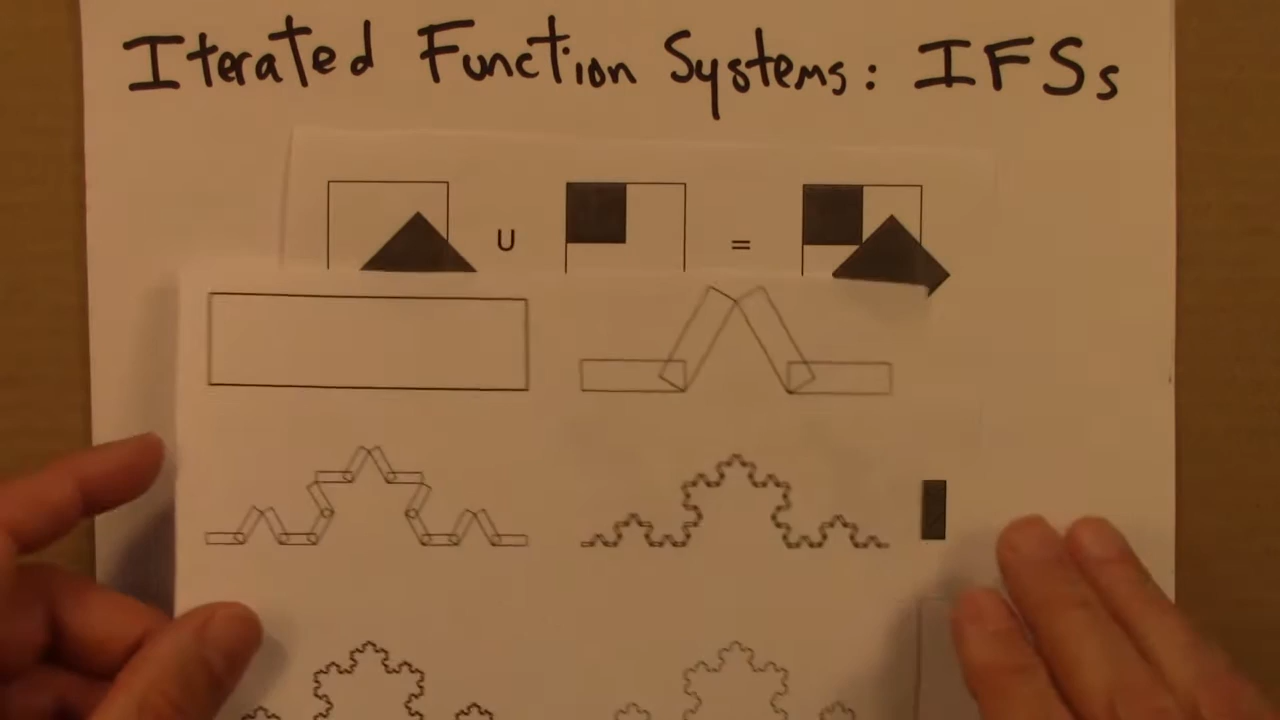 Iterated Function Systems: IFSs
U =